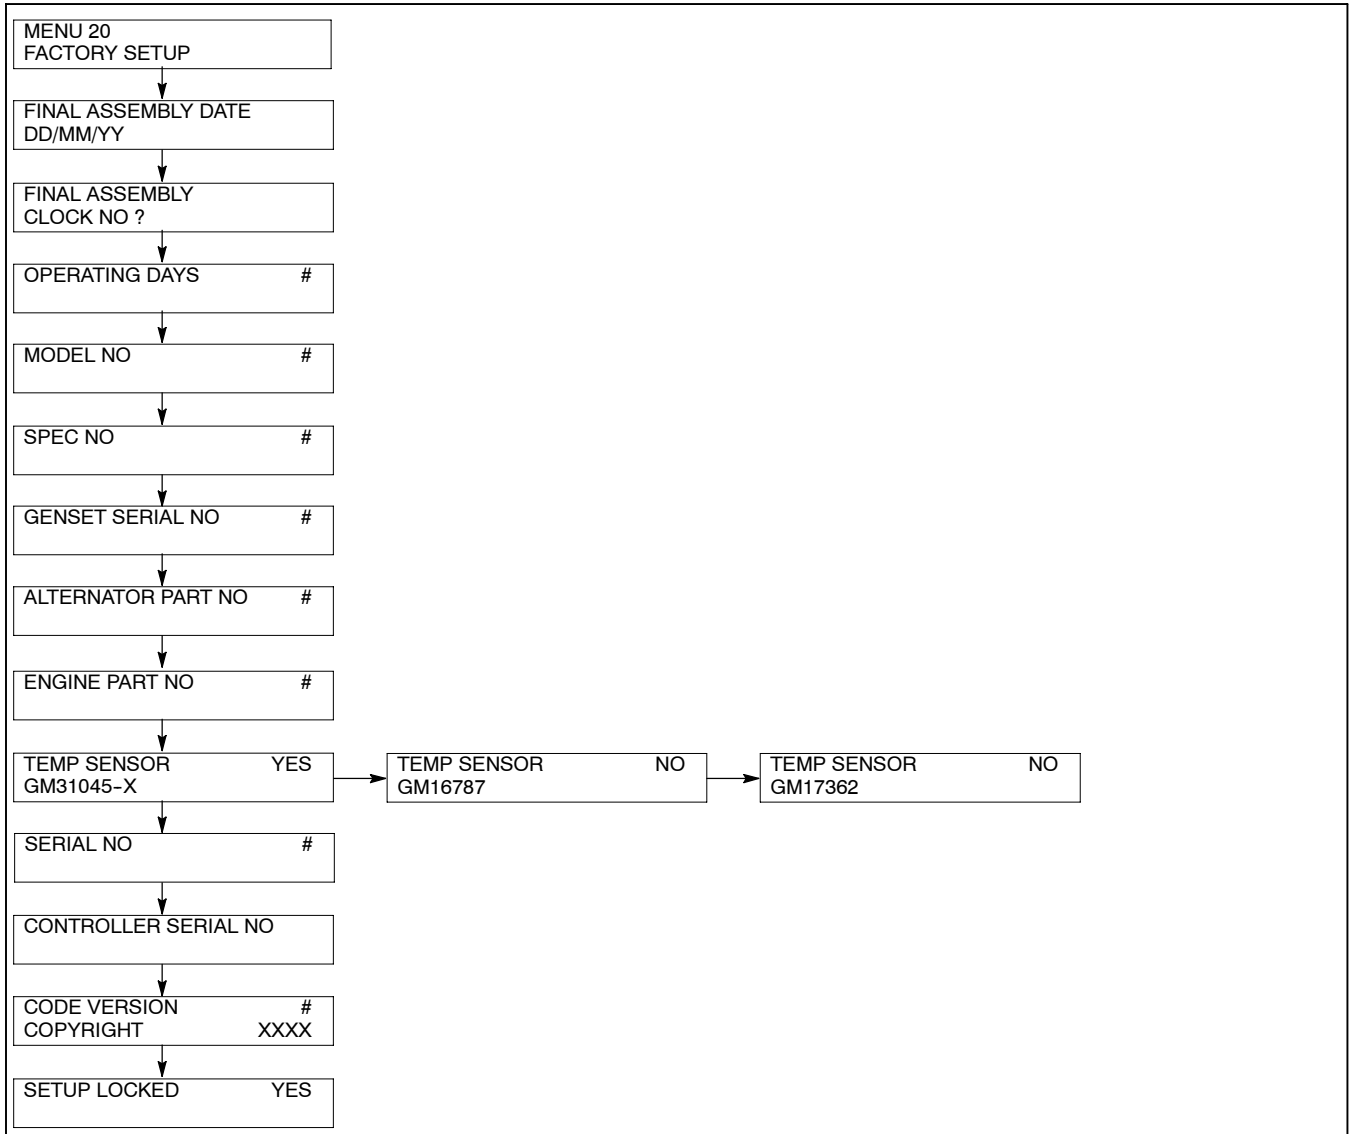 MENU 20
FACTORY SETUP
FINAL ASSEMBLY DATE
DD/MM/YY
FINAL ASSEMBLY
CLOCK NO ?
OPERATING DAYS #
MODEL NO #
SPEC NO #
GENSET SERIAL NO #
ALTERNATOR PART NO #
ENGINE PART NO #
TEMP SENSOR YES
GM31045-X
TEMP SENSOR NO
GM16787
TEMP SENSOR NO
GM17362
SERIAL NO #
CONTROLLER SERIAL NO
CODE VERSION #
COPYRIGHT XXXX
SETUP LOCKED YES